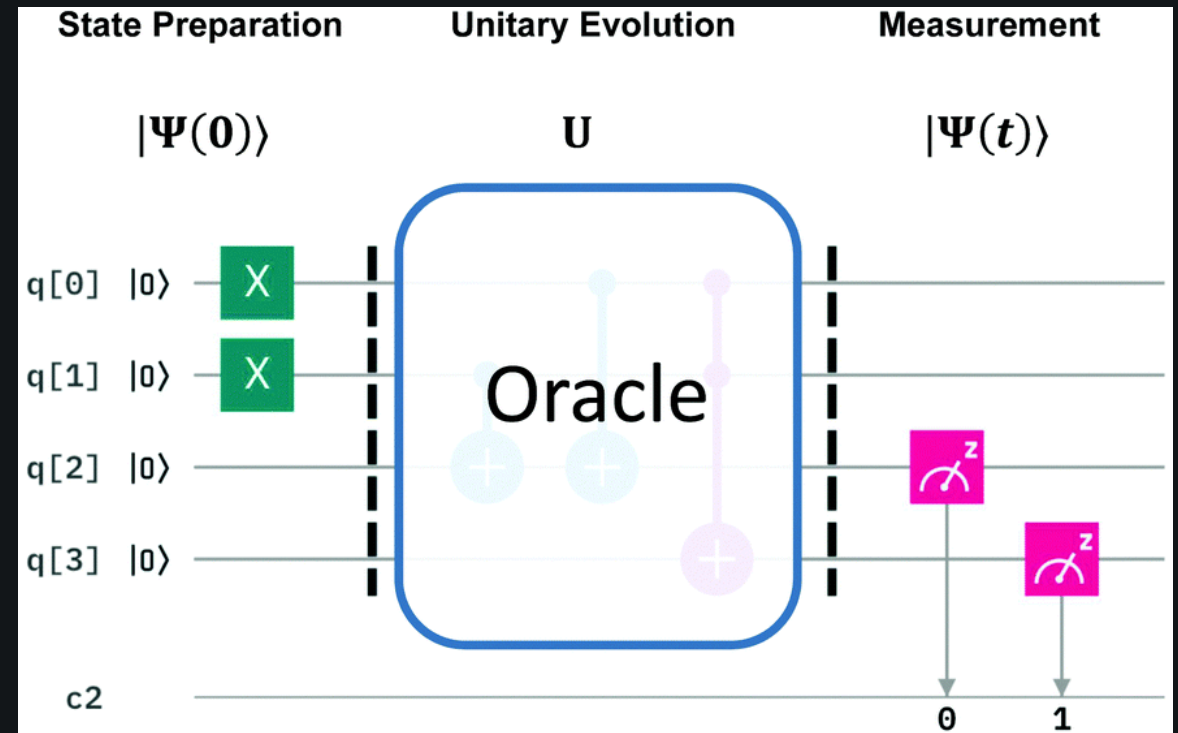 State Preparation Unitary Evolution Measurement
|Ψ(0)⟩ U |Ψ(t)⟩
q[0] |0⟩ X
q[1] |0⟩ X
Oracle
q[2] |0⟩ z
q[3] |0⟩ z
c2
0 1